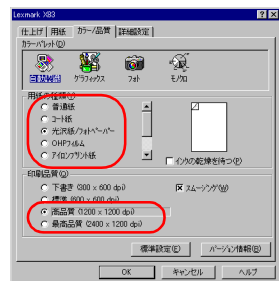 Lexmark X83
仕上げ 用紙 カラー/品質 詳細設定
カラーパレット(O)
自然な色 グラフィックス フォト モノクロ
用紙の種類(Y)
普通紙
コート紙
光沢紙/フォトペーパー
OHPフィルム
アイロンプリント紙
インクの乾燥を待つ(P)
印刷品質(Q)
下書き (300 x 600 dpi)
標準 (600 x 600 dpi)
高品質 (1200 x 1200 dpi)
最高品質 (2400 x 1200 dpi)
スムージング(W)
標準設定(E) バージョン情報(B)
OK キャンセル ヘルプ